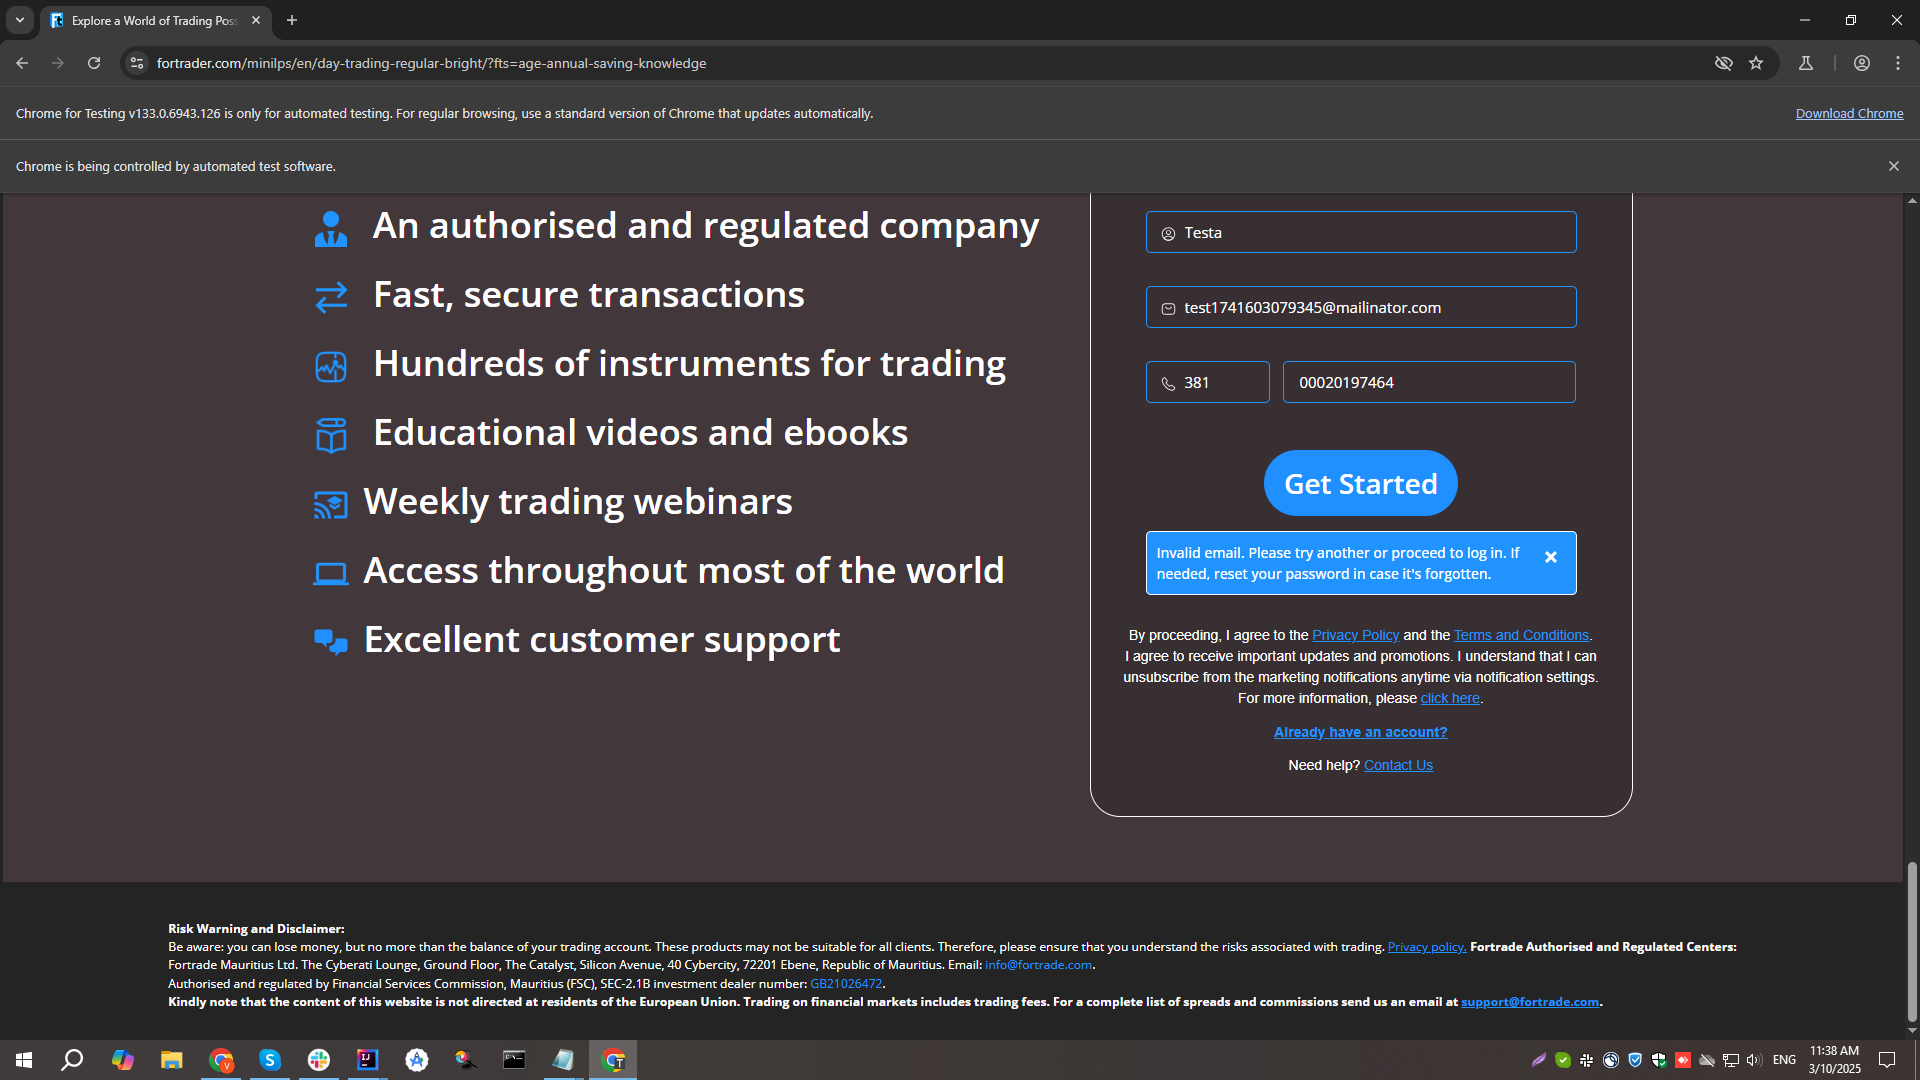 Explore a World of Trading Pos
fortrader.com/minilps/en/day-trading-regular-bright/?fts=age-annual-saving-knowledge
Chrome for Testing v133.0.6943.126 is only for automated testing. For regular browsing, use a standard version of Chrome that updates automatically.
Download Chrome
Chrome is being controlled by automated test software.
An authorised and regulated company
Fast, secure transactions
Hundreds of instruments for trading
Educational videos and ebooks
Weekly trading webinars
Access throughout most of the world
Excellent customer support
Testa
test1741603079345@mailinator.com
381
00020197464
Get Started
Invalid email. Please try another or proceed to log in. If
needed, reset your password in case it's forgotten.
By proceeding, I agree to the Privacy Policy and the Terms and Conditions.
I agree to receive important updates and promotions. I understand that I can
unsubscribe from the marketing notifications anytime via notification settings.
For more information, please click here.
Already have an account?
Need help? Contact Us
Risk Warning and Disclaimer:
Be aware: you can lose money, but no more than the balance of your trading account. These products may not be suitable for all clients. Therefore, please ensure that you understand the risks associated with trading. Privacy policy. Fortrade Authorised and Regulated Centers:
Fortrade Mauritius Ltd. The Cyberati Lounge, Ground Floor, The Catalyst, Silicon Avenue, 40 Cybercity, 72201 Ebene, Republic of Mauritius. Email: info@fortrade.com.
Authorised and regulated by Financial Services Commission, Mauritius (FSC), SEC-2.1B investment dealer number: GB21026472.
Kindly note that the content of this website is not directed at residents of the European Union. Trading on financial markets includes trading fees. For a complete list of spreads and commissions send us an email at support@fortrade.com.
ENG
11:38 AM
3/10/2025